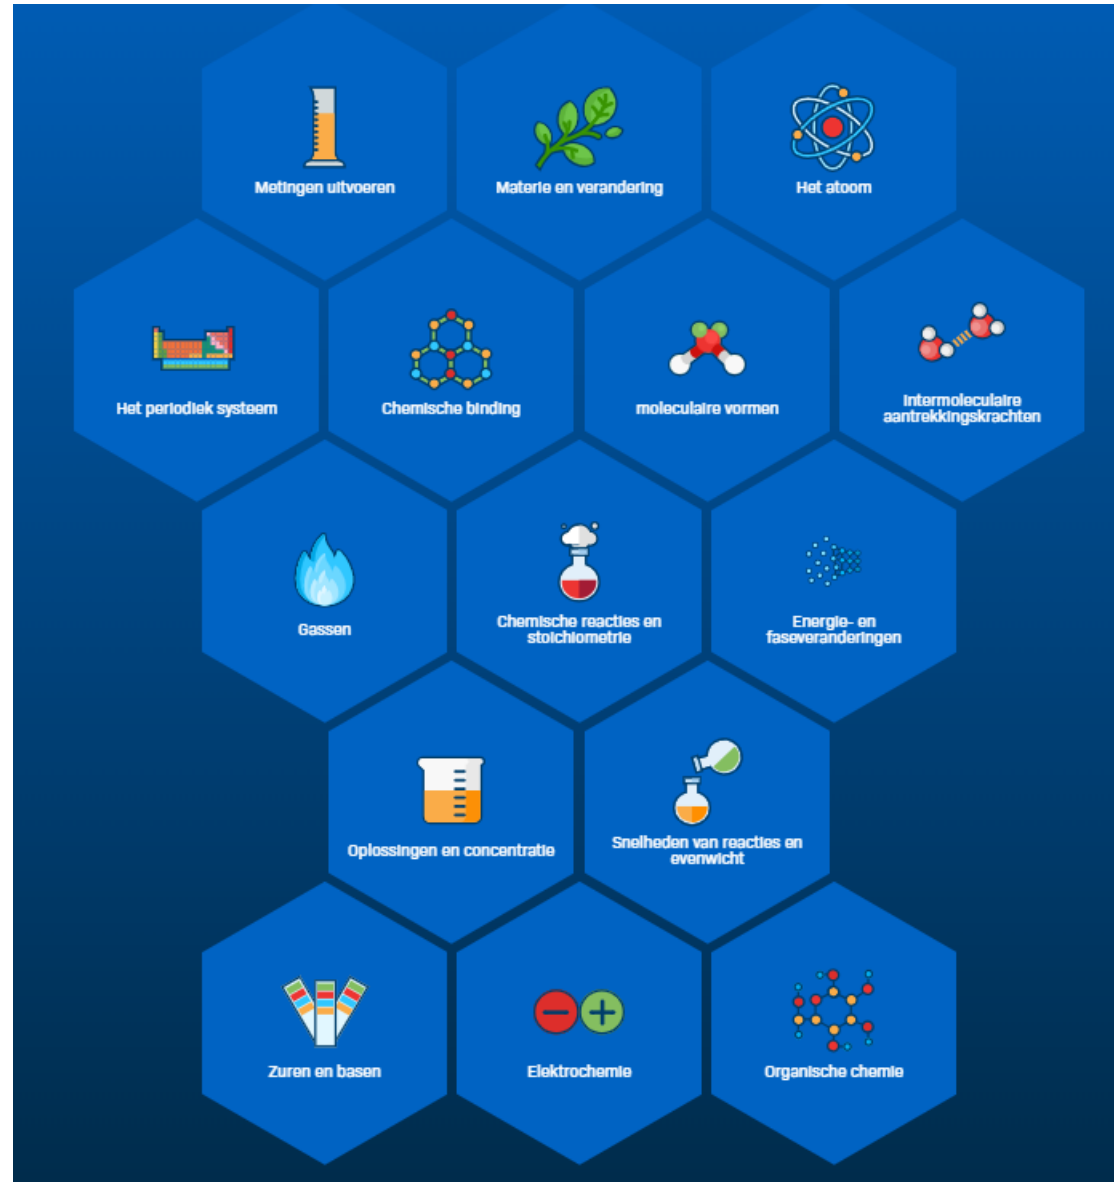 Metingen uitvoeren
Materie en verandering
Het atoom
Het periodiek systeem
Chemische binding
moleculaire vormen
Intermoleculaire
aantrekkingskrachten
Gassen
Chemische reacties en
stoichiometrie
Energie- en
faseveranderingen
Oplossingen en concentratie
Snelheden van reacties en
evenwicht
Zuren en basen
Elektrochemie
Organische chemie